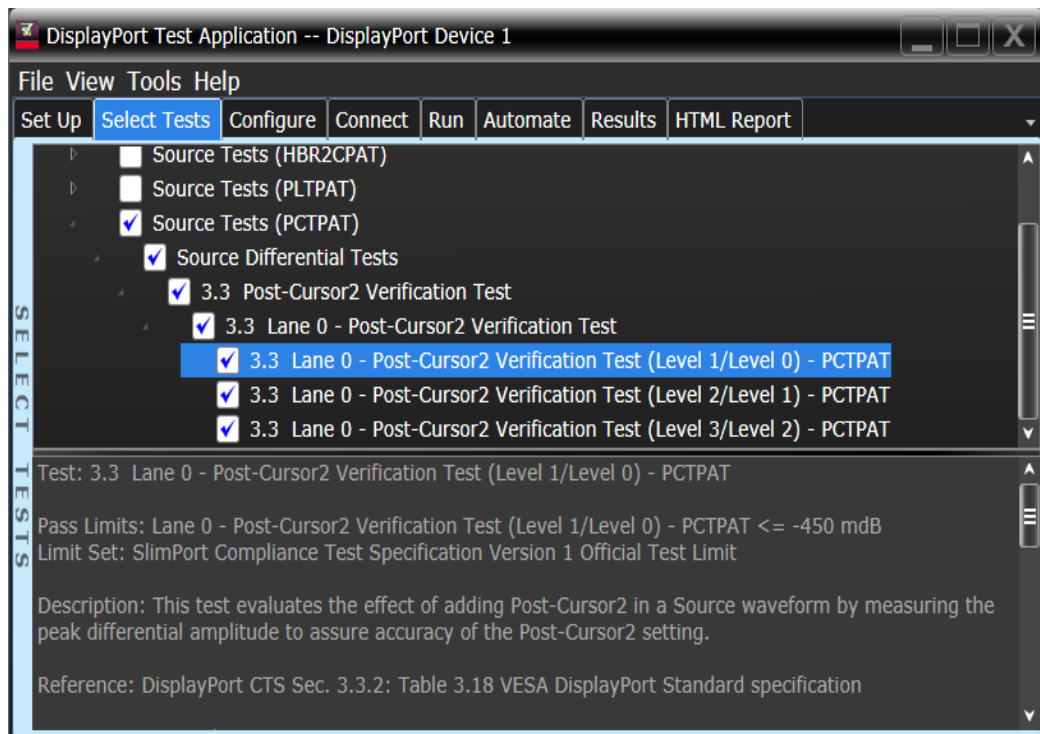 DisplayPort Test Application -- DisplayPort Device 1
File View Tools Help
Set Up Select Tests Configure Connect Run Automate Results HTML Report
Source Tests (HBR2CPAT)
Source Tests (PLTPAT)
Source Tests (PCTPAT)
Source Differential Tests
3.3 Post-Cursor2 Verification Test
3.3 Lane 0 - Post-Cursor2 Verification Test
3.3 Lane 0 - Post-Cursor2 Verification Test (Level 1/Level 0) - PCTPAT
3.3 Lane 0 - Post-Cursor2 Verification Test (Level 2/Level 1) - PCTPAT
3.3 Lane 0 - Post-Cursor2 Verification Test (Level 3/Level 2) - PCTPAT
SELECT TESTS
Test: 3.3 Lane 0 - Post-Cursor2 Verification Test (Level 1/Level 0) - PCTPAT
Pass Limits: Lane 0 - Post-Cursor2 Verification Test (Level 1/Level 0) - PCTPAT <= -450 mdB
Limit Set: SlimPort Compliance Test Specification Version 1 Official Test Limit
Description: This test evaluates the effect of adding Post-Cursor2 in a Source waveform by measuring the
peak differential amplitude to assure accuracy of the Post-Cursor2 setting.
Reference: DisplayPort CTS Sec. 3.3.2: Table 3.18 VESA DisplayPort Standard specification